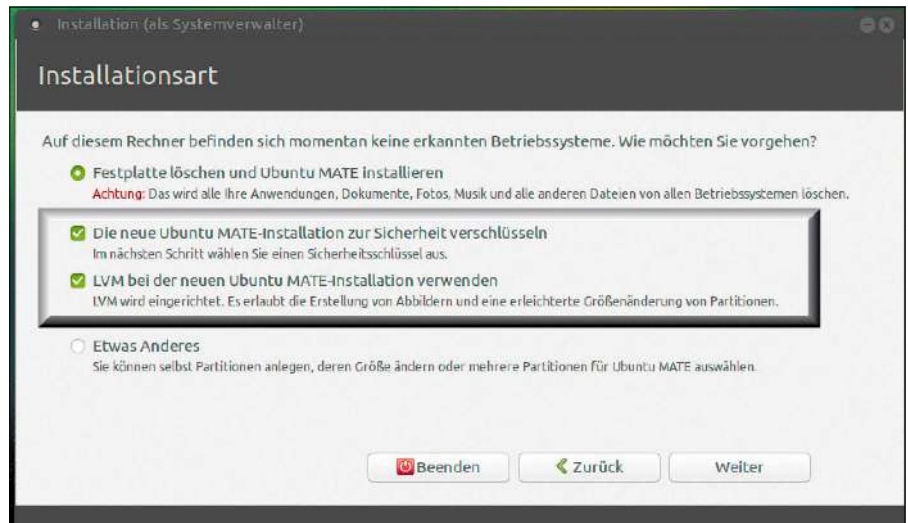 Installation (als Systemverwalter)
Installationsart
Auf diesem Rechner befinden sich momentan keine erkannten Betriebssysteme. Wie möchten Sie vorgehen?
Festplatte löschen und Ubuntu MATE installieren
Achtung: Das wird alle Ihre Anwendungen, Dokumente, Fotos, Musik und alle anderen Dateien von allen Betriebssystemen löschen.
Die neue Ubuntu MATE-Installation zur Sicherheit verschlüsseln
Im nächsten Schritt wählen Sie einen Sicherheitsschlüssel aus.
LVM bei der neuen Ubuntu MATE-Installation verwenden
LVM wird eingerichtet. Es erlaubt die Erstellung von Abbildern und eine erleichterte Größenänderung von Partitionen.
Etwas Anderes
Sie können selbst Partitionen anlegen, deren Größe ändern oder mehrere Partitionen für Ubuntu MATE auswählen.
Beenden Zurück Weiter